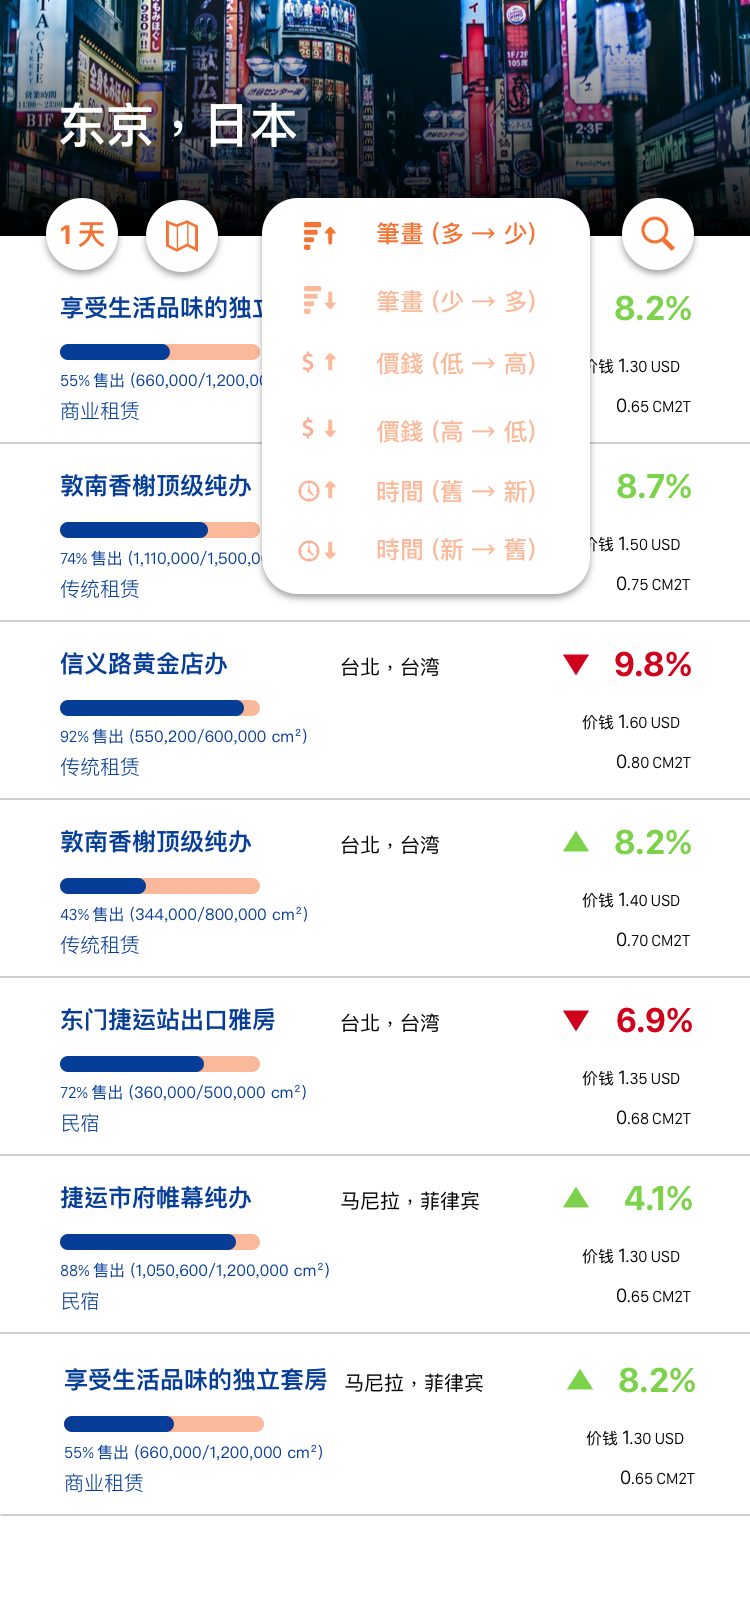 东京，日本
1 天
筆畫 (多 → 少)
筆畫 (少 → 多)
$ 價錢 (低 → 高)
$ 價錢 (高 → 低)
時間 (舊 → 新)
時間 (新 → 舊)
享受生活品味的独立
8.2%
55% 售出 (660,000/1,200,00
价钱 1.30 USD
商业租赁
0.65 CM2T
敦南香榭顶级纯办
8.7%
74% 售出 (1,110,000/1,500,0
价钱 1.50 USD
传统租赁
0.75 CM2T
信义路黄金店办
台北，台湾
▼ 9.8%
92% 售出 (550,200/600,000 cm²)
价钱 1.60 USD
传统租赁
0.80 CM2T
敦南香榭顶级纯办
台北，台湾
▲ 8.2%
43% 售出 (344,000/800,000 cm²)
价钱 1.40 USD
传统租赁
0.70 CM2T
东门捷运站出口雅房
台北，台湾
▼ 6.9%
72% 售出 (360,000/500,000 cm²)
价钱 1.35 USD
民宿
0.68 CM2T
捷运市府帷幕纯办
马尼拉，菲律宾
▲ 4.1%
88% 售出 (1,050,600/1,200,000 cm²)
价钱 1.30 USD
民宿
0.65 CM2T
享受生活品味的独立套房
马尼拉，菲律宾
▲ 8.2%
55% 售出 (660,000/1,200,000 cm²)
价钱 1.30 USD
商业租赁
0.65 CM2T